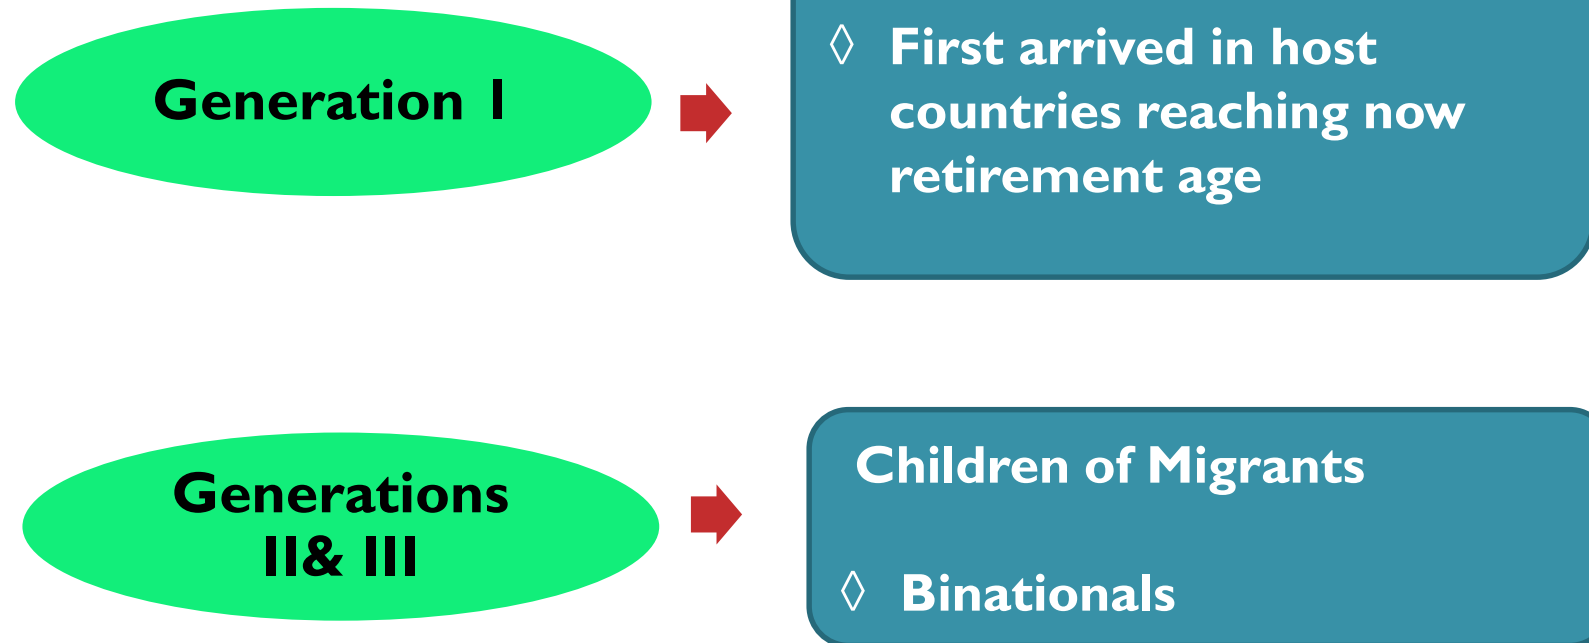 Generation I
◊ First arrived in host
countries reaching now
retirement age
Generations
II& III
Children of Migrants
◊ Binationals